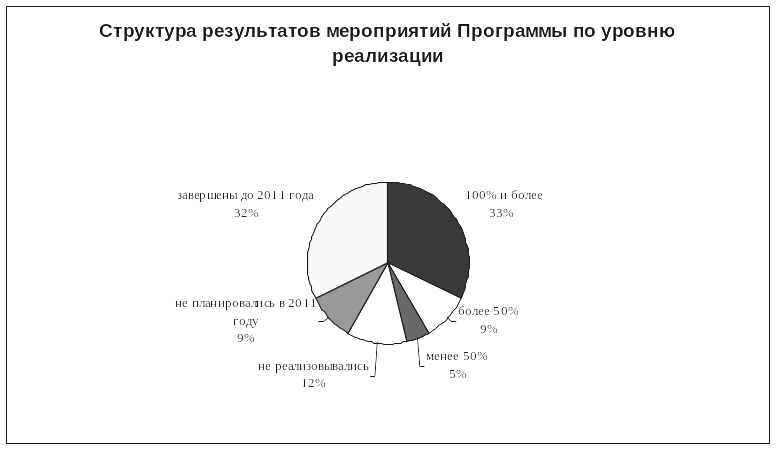 Структура результатов мероприятий Программы по уровню
реализации
завершены до 2011 года
32%
100% и более
33%
не планировались в 2011
году
9%
более 50%
9%
не реализовывались
12%
менее 50%
5%